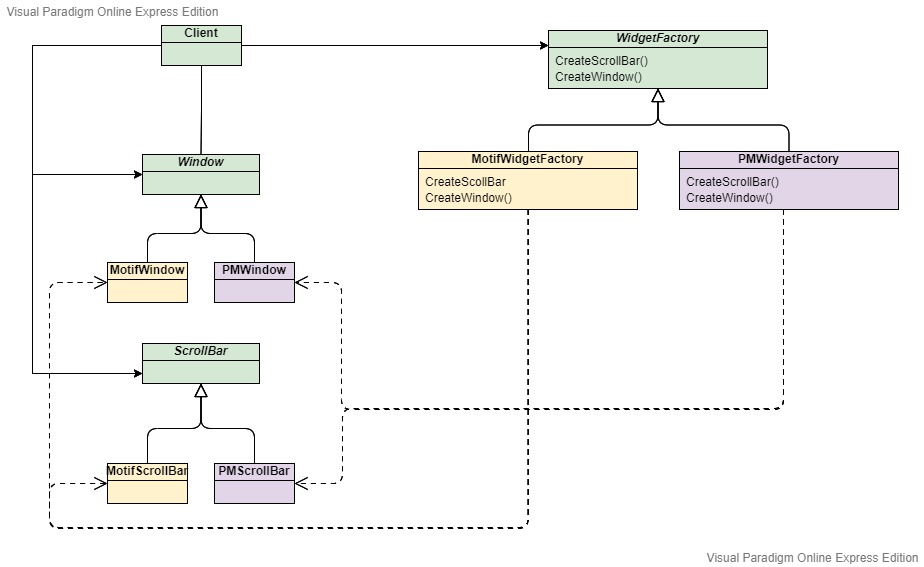 Visual Paradigm Online Express Edition
Client
WidgetFactory
CreateScrollBar()
CreateWindow()
Window
MotifWidgetFactory
CreateScollBar
CreateWindow()
PMWidgetFactory
CreateScrollBar()
CreateWindow()
MotifWindow
PMWindow
ScrollBar
MotifScrollBar
PMScrollBar
Visual Paradigm Online Express Edition